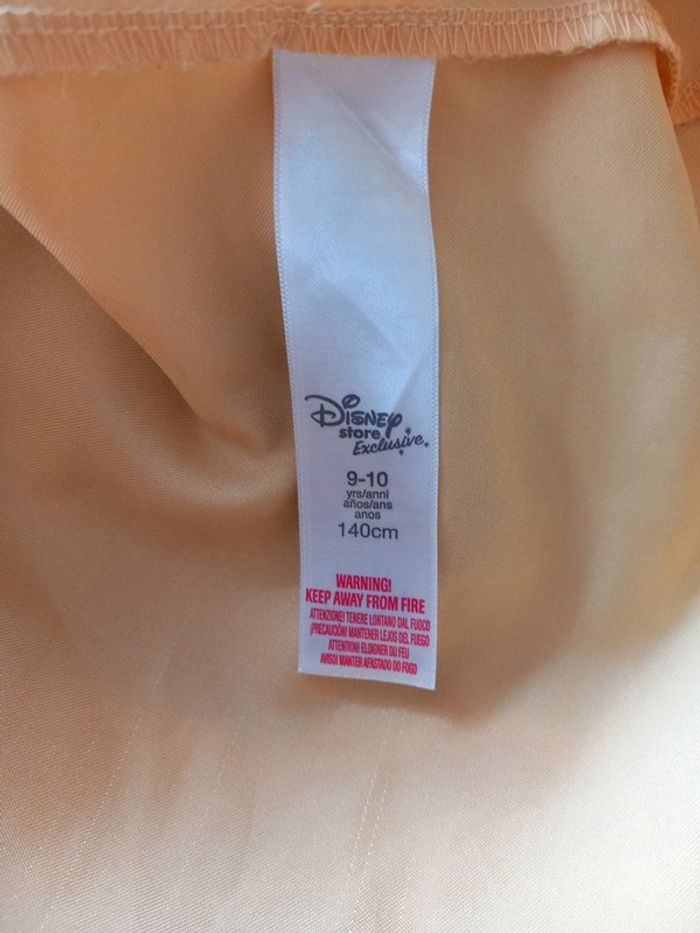 Disney
store
Exclusive.
9-10
yrs/anni
años/ans
anos
140cm
WARNING!
KEEP AWAY FROM FIRE
ATTENZIONE! TENERE LONTANO DAL FUOCO
¡PRECAUCIÓN! MANTENER LEJOS DEL FUEGO
ATTENTION! ELOIGNER DU FEU
AVISO! MANTER AFASTADO DO FOGO